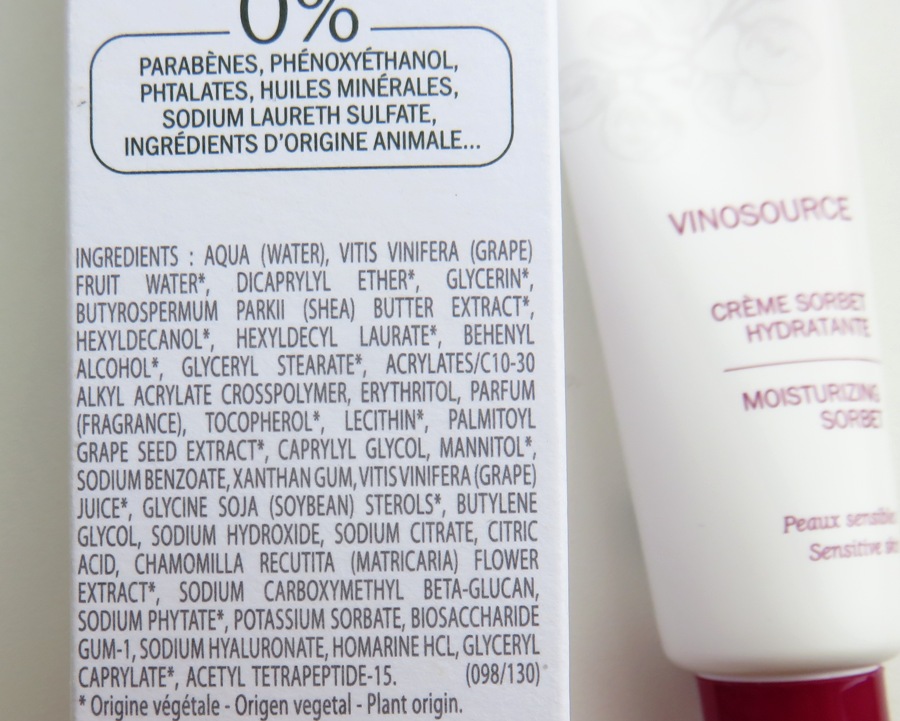 0%
PARABÈNES, PHÉNOXYÉTHANOL,
PHTALATES, HUILES MINÉRALES,
SODIUM LAURETH SULFATE,
INGRÉDIENTS D'ORIGINE ANIMALE...
INGREDIENTS : AQUA (WATER), VITIS VINIFERA (GRAPE)
FRUIT WATER*, DICAPRYLYL ETHER*, GLYCERIN*,
BUTYROSPERMUM PARKII (SHEA) BUTTER EXTRACT*,
HEXYLDECANOL*, HEXYLDECYL LAURATE*, BEHENYL
ALCOHOL*, GLYCERYL STEARATE*, ACRYLATES/C10-30
ALKYL ACRYLATE CROSSPOLYMER, ERYTHRITOL, PARFUM
(FRAGRANCE), TOCOPHEROL*, LECITHIN*, PALMITOYL
GRAPE SEED EXTRACT*, CAPRYLYL GLYCOL, MANNITOL*,
SODIUM BENZOATE, XANTHAN GUM, VITIS VINIFERA (GRAPE)
JUICE*, GLYCINE SOJA (SOYBEAN) STEROLS*, BUTYLENE
GLYCOL, SODIUM HYDROXIDE, SODIUM CITRATE, CITRIC
ACID, CHAMOMILLA RECUTITA (MATRICARIA) FLOWER
EXTRACT*, SODIUM CARBOXYMETHYL BETA-GLUCAN,
SODIUM PHYTATE*, POTASSIUM SORBATE, BIOSACCHARIDE
GUM-1, SODIUM HYALURONATE, HOMARINE HCL, GLYCERYL
CAPRYLATE*, ACETYL TETRAPEPTIDE-15. (098/130)
* Origine végétale - Origen vegetal - Plant origin.
VINOSOURCE
CRÈME SORBET
HYDRATANTE
MOISTURIZING
SORBET
Peaux
Sensitive